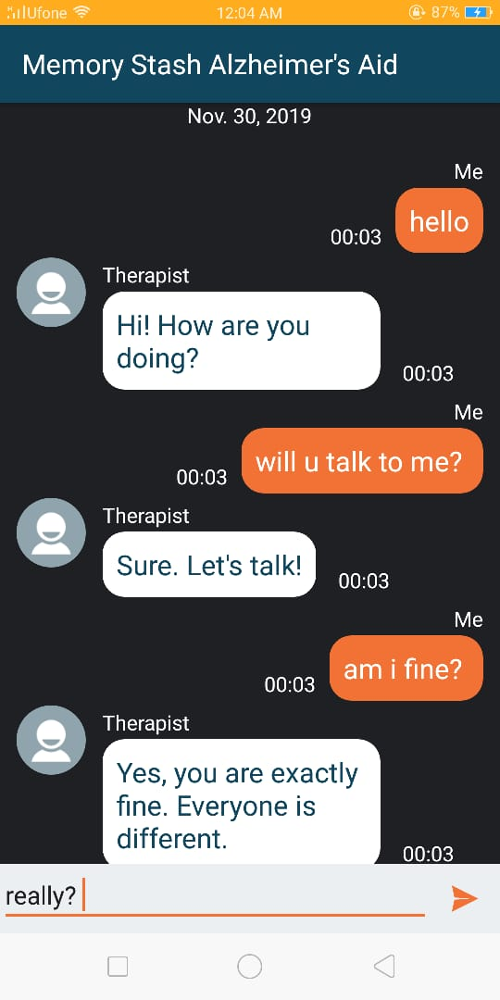 Ufone
12:04 AM
87%
Memory Stash Alzheimer's Aid
Nov. 30, 2019
Me
hello
00:03
Therapist
Hi! How are you
doing?
00:03
Me
will u talk to me?
00:03
Therapist
Sure. Let's talk!
00:03
Me
am i fine?
00:03
Therapist
Yes, you are exactly
fine. Everyone is
different.
00:03
really?